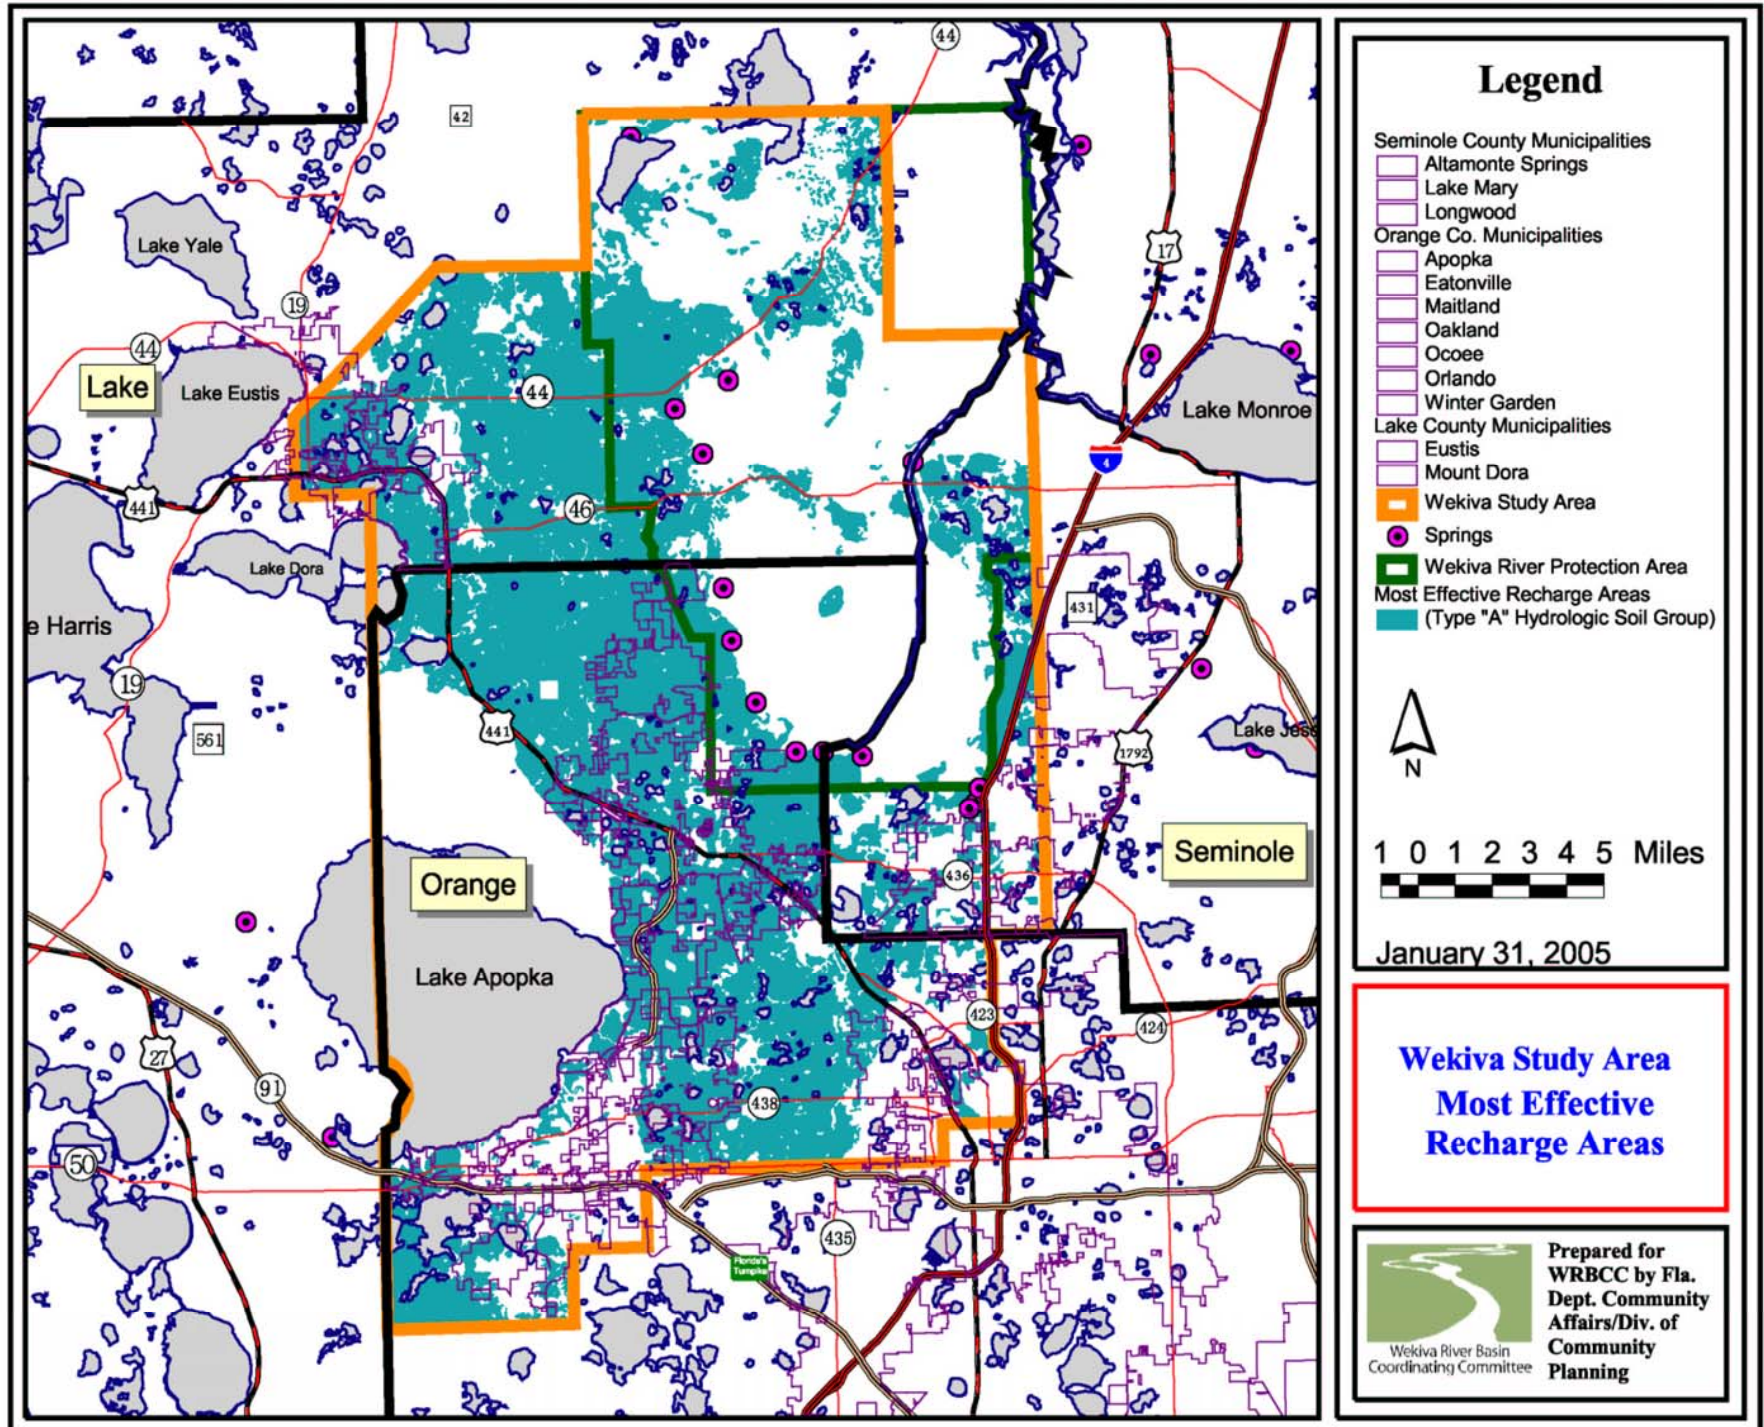 44
42
Lake Yale
17
19
44
Lake
Lake Eustis
44
Lake Monroe
4
441
46
Lake Dora
431
e Harris
19
561
441
Lake Jess
1792
Orange
436
Seminole
Lake Apopka
423
424
27
91
438
50
435
Florida's
Turnpike
Legend
Seminole County Municipalities
Altamonte Springs
Lake Mary
Longwood
Orange Co. Municipalities
Apopka
Eatonville
Maitland
Oakland
Ocoee
Orlando
Winter Garden
Lake County Municipalities
Eustis
Mount Dora
Wekiva Study Area
Springs
Wekiva River Protection Area
Most Effective Recharge Areas
(Type "A" Hydrologic Soil Group)
N
1 0 1 2 3 4 5 Miles
January 31, 2005
Wekiva Study Area
Most Effective
Recharge Areas
Wekiva River Basin
Coordinating Committee
Prepared for
WRBCC by Fla.
Dept. Community
Affairs/Div. of
Community
Planning